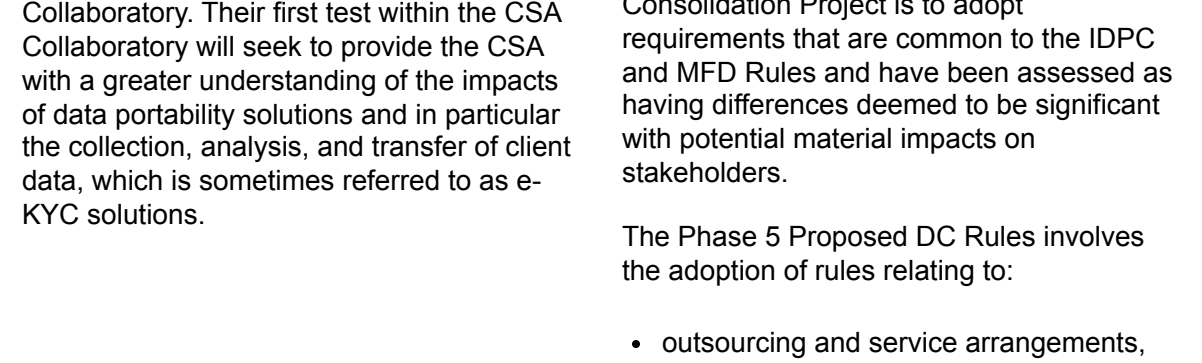 Collaboratory. Their first test within the CSA
Collaboratory will seek to provide the CSA
with a greater understanding of the impacts
of data portability solutions and in particular
the collection, analysis, and transfer of client
data, which is sometimes referred to as e-
KYC solutions.
Consolidation Project is to adopt
requirements that are common to the IDPC
and MFD Rules and have been assessed as
having differences deemed to be significant
with potential material impacts on
stakeholders.
The Phase 5 Proposed DC Rules involves
the adoption of rules relating to:
• outsourcing and service arrangements,